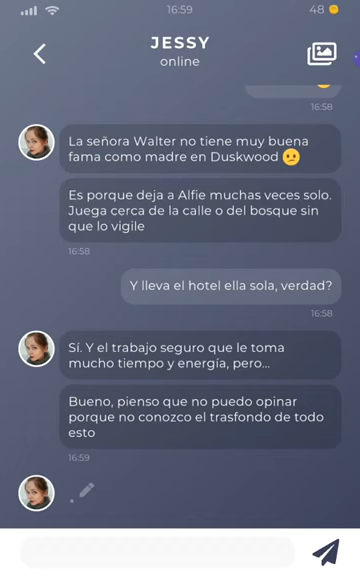 16:59
48
JESSY
online
16:58
La señora Walter no tiene muy buena
fama como madre en Duskwood
Es porque deja a Alfie muchas veces solo.
Juega cerca de la calle o del bosque sin
que lo vigile
16:58
Y lleva el hotel ella sola, verdad?
16:58
Sí. Y el trabajo seguro que le toma
mucho tiempo y energía, pero...
Bueno, pienso que no puedo opinar
porque no conozco el trasfondo de todo
esto
16:59